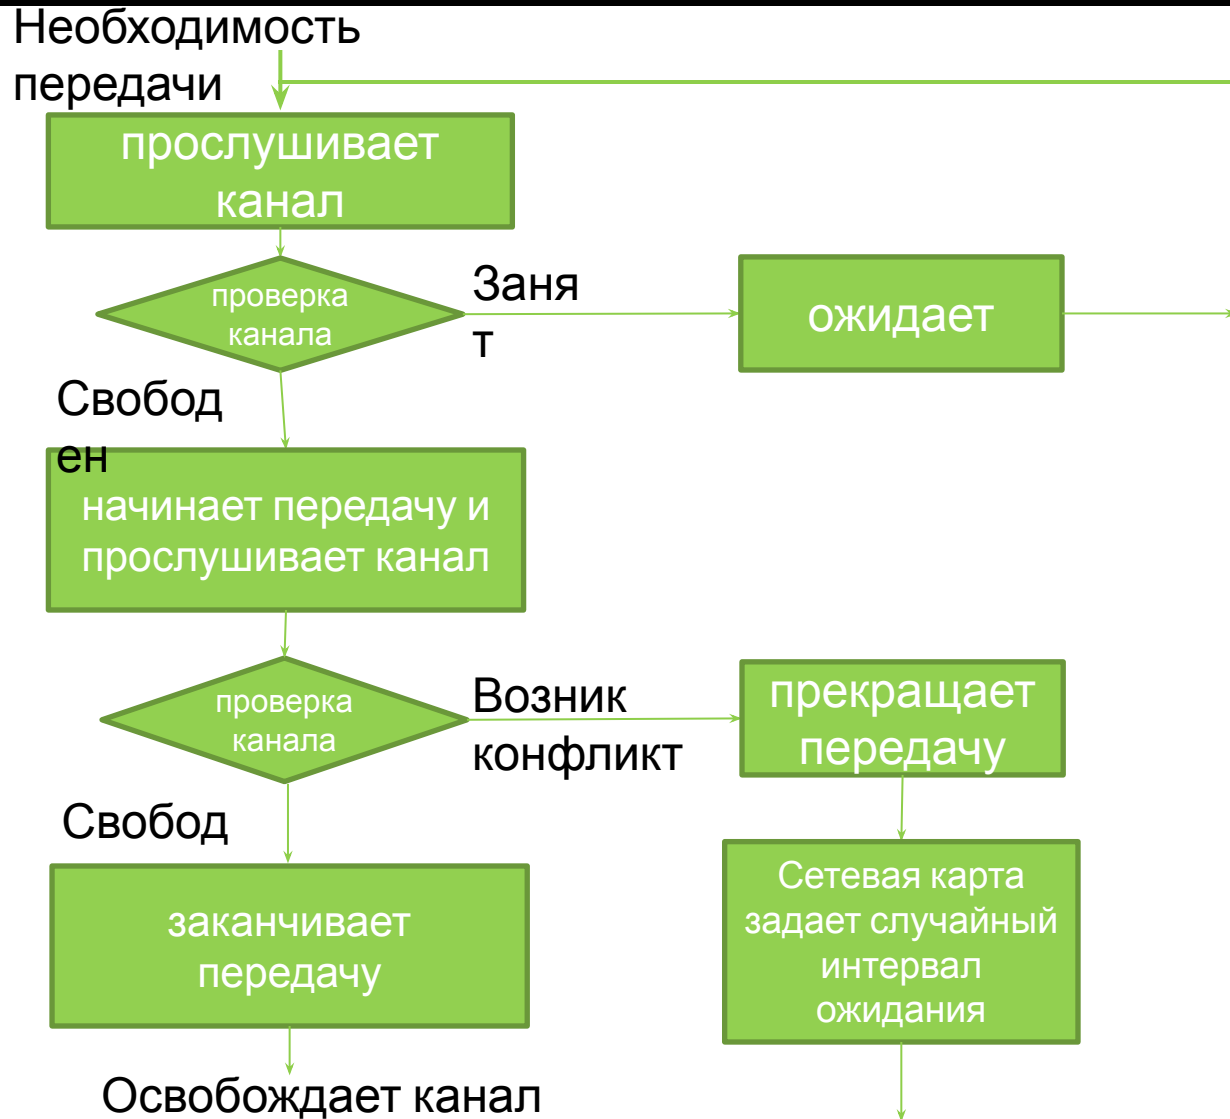 Необходимость
передачи
прослушивает
канал
проверка
канала
Заня
т
ожидает
Свобод
ен
начинает передачу и
прослушивает канал
проверка
канала
Возник
конфликт
прекращает
передачу
Свобод
заканчивает
передачу
Сетевая карта
задает случайный
интервал
ожидания
Освобождает канал